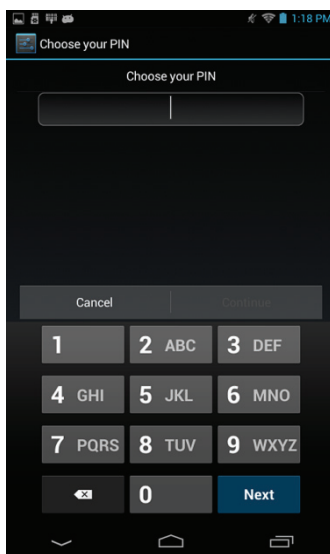 1:18 PM
Choose your PIN
Choose your PIN
Cancel Continue
1 2 ABC 3 DEF
4 GHI 5 JKL 6 MNO
7 PQRS 8 TUV 9 WXYZ
0 Next